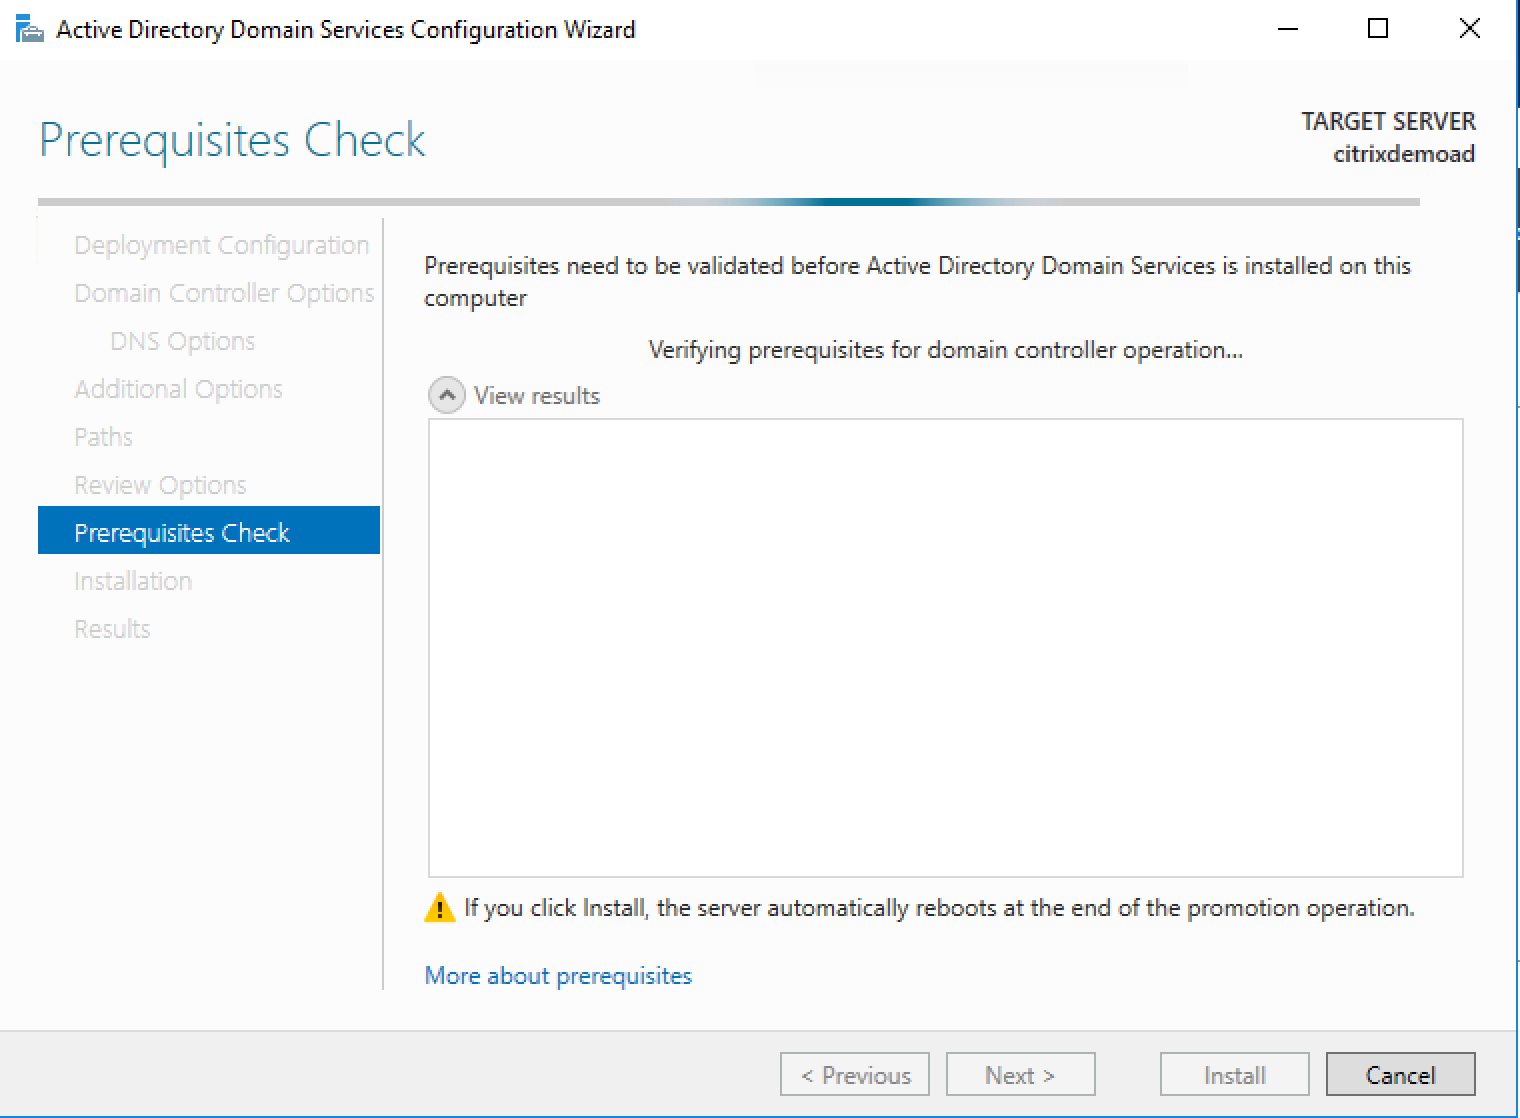 Active Directory Domain Services Configuration Wizard
Prerequisites Check
TARGET SERVER
citrixdemoad
Deployment Configuration
Domain Controller Options
DNS Options
Additional Options
Paths
Review Options
Prerequisites Check
Installation
Results
Prerequisites need to be validated before Active Directory Domain Services is installed on this
computer
Verifying prerequisites for domain controller operation...
View results
If you click Install, the server automatically reboots at the end of the promotion operation.
More about prerequisites
< Previous
Next >
Install
Cancel